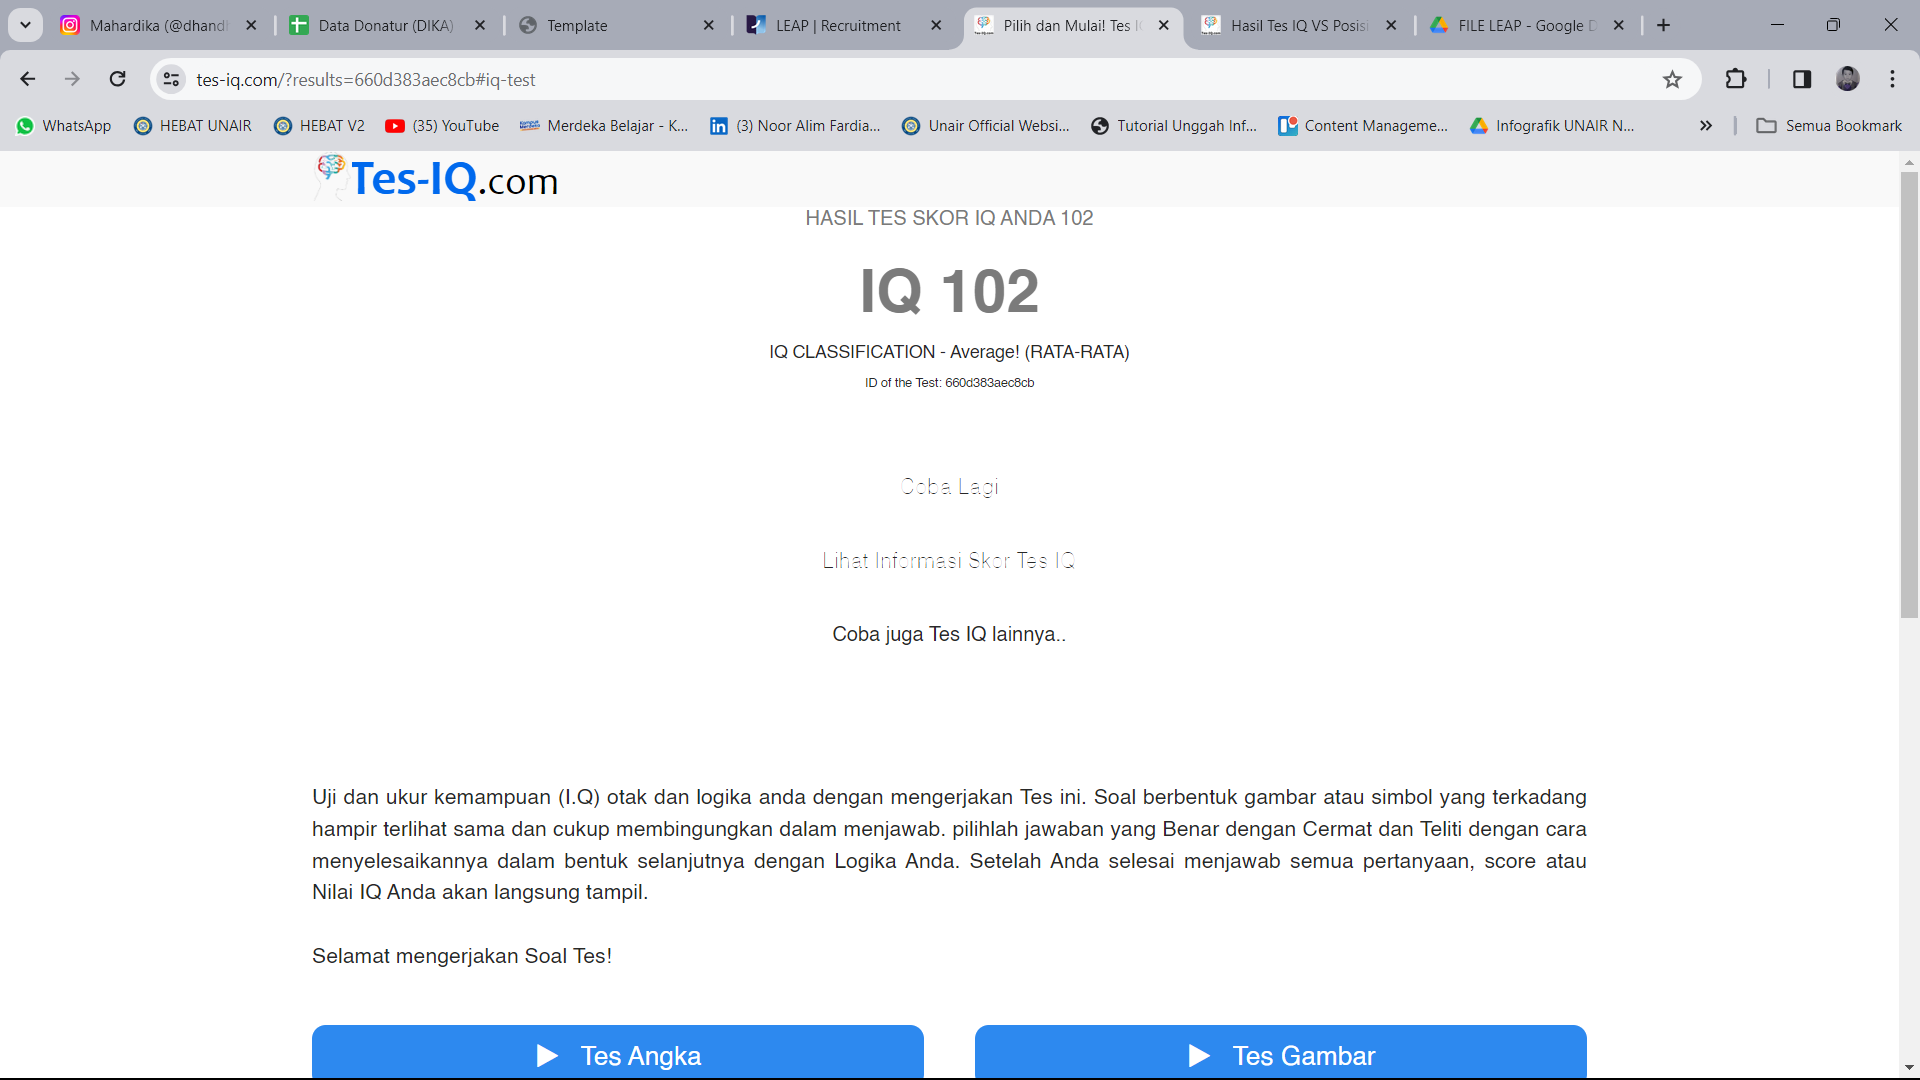 Mahardika (@dhandh
Data Donatur (DIKA)
Template
LEAP | Recruitment
Pilih dan Mulai! Tes I
Hasil Tes IQ VS Posisi
FILE LEAP - Google D
tes-iq.com/?results=660d383aec8cb#iq-test
WhatsApp
HEBAT UNAIR
HEBAT V2
(35) YouTube
Merdeka Belajar - K...
(3) Noor Alim Fardia...
Unair Official Websi...
Tutorial Unggah Inf...
Content Manageme...
Infografik UNAIR N...
Semua Bookmark
Tes-IQ.com
HASIL TES SKOR IQ ANDA 102
IQ 102
IQ CLASSIFICATION - Average! (RATA-RATA)
ID of the Test: 660d383aec8cb
Coba Lagi
Lihat Informasi Skor Tes IQ
Coba juga Tes IQ lainnya..
Uji dan ukur kemampuan (I.Q) otak dan logika anda dengan mengerjakan Tes ini. Soal berbentuk gambar atau simbol yang terkadang
hampir terlihat sama dan cukup membingungkan dalam menjawab. pilihlah jawaban yang Benar dengan Cermat dan Teliti dengan cara
menyelesaikannya dalam bentuk selanjutnya dengan Logika Anda. Setelah Anda selesai menjawab semua pertanyaan, score atau
Nilai IQ Anda akan langsung tampil.
Selamat mengerjakan Soal Tes!
Tes Angka
Tes Gambar